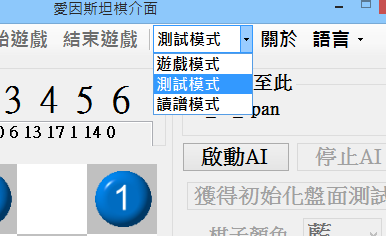 愛因斯坦棋介面
始遊戲 結束遊戲 測試模式 關於 語言
遊戲模式
測試模式
讀譜模式
至此
3 4 5 6
0 6 13 17 1 14 0
_pan
啟動AI 停止AI
1
獲得初始化盤面測試
棋子顏色 藍